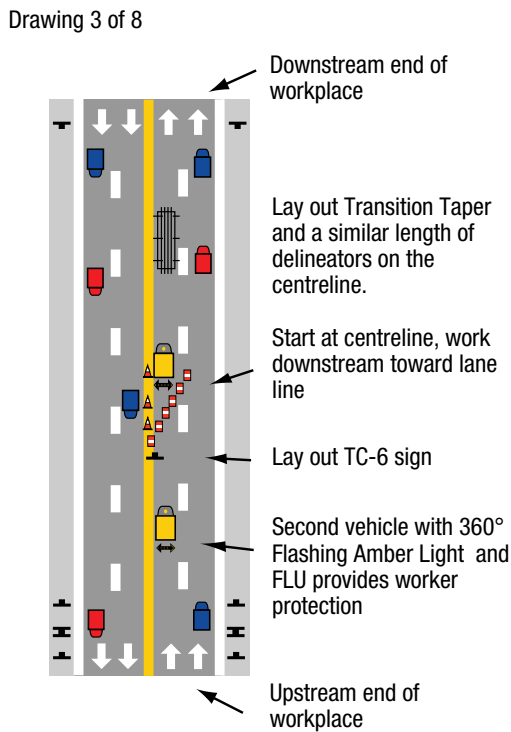 Drawing 3 of 8
Downstream end of
workplace
Lay out Transition Taper
and a similar length of
delineators on the
centreline.
Start at centreline, work
downstream toward lane
line
Lay out TC-6 sign
Second vehicle with 360°
Flashing Amber Light and
FLU provides worker
protection
Upstream end of
workplace